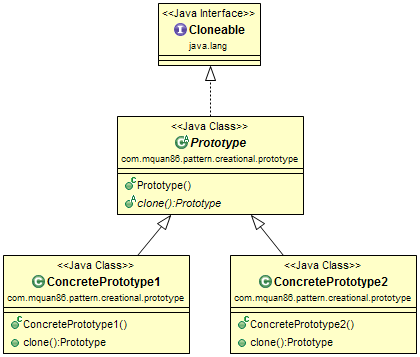 <<Java Interface>>
Cloneable
java.lang
<<Java Class>>
Prototype
com.mquan86.pattern.creational.prototype
Prototype()
clone():Prototype
<<Java Class>>
ConcretePrototype1
com.mquan86.pattern.creational.prototype
ConcretePrototype1()
clone():Prototype
<<Java Class>>
ConcretePrototype2
com.mquan86.pattern.creational.prototype
ConcretePrototype2()
clone():Prototype